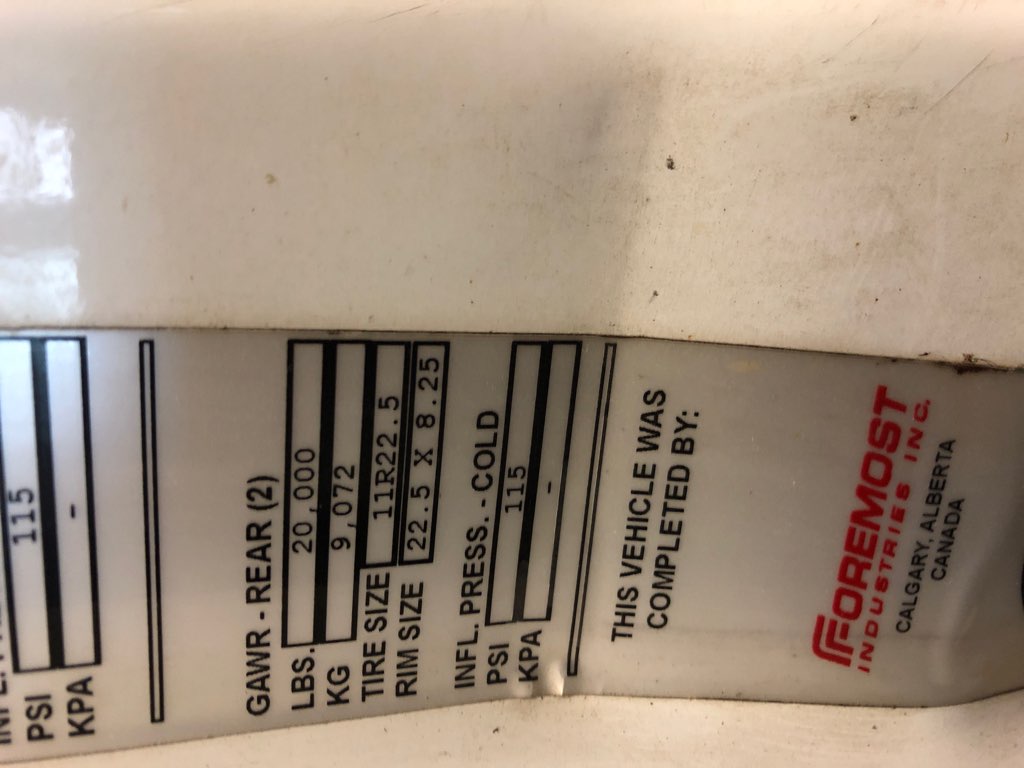 PSI 115
KPA -
GAWR - REAR (2)
LBS. 20,000
KG 9,072
TIRE SIZE 11R22.5
RIM SIZE 22.5 X 8.25
INFL. PRESS. - COLD
PSI 115
KPA -
THIS VEHICLE WAS
COMPLETED BY:
FOREMOST
INDUSTRIES INC.
CALGARY, ALBERTA
CANADA